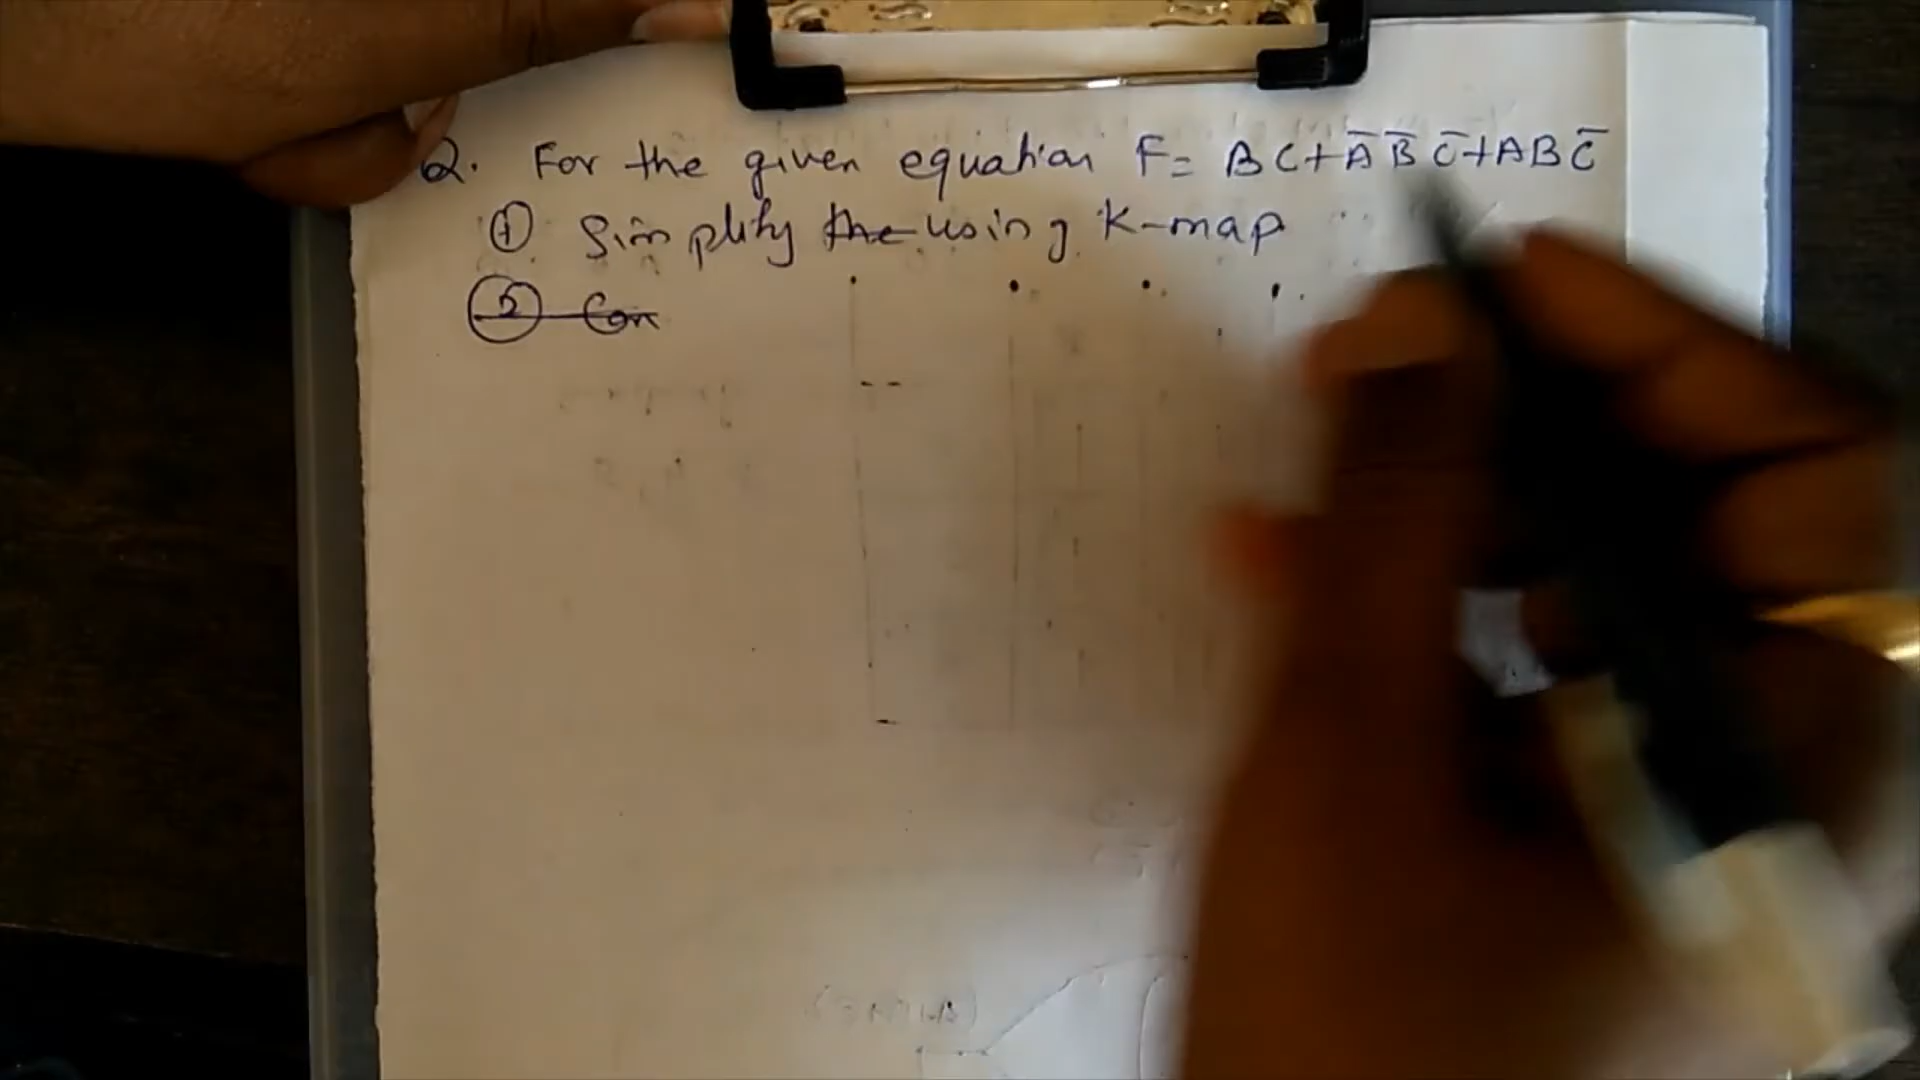 Q. For the given equation F = BC+A̅ B̅ C̅+ABC̅
① Simplify the using K-map
② Con